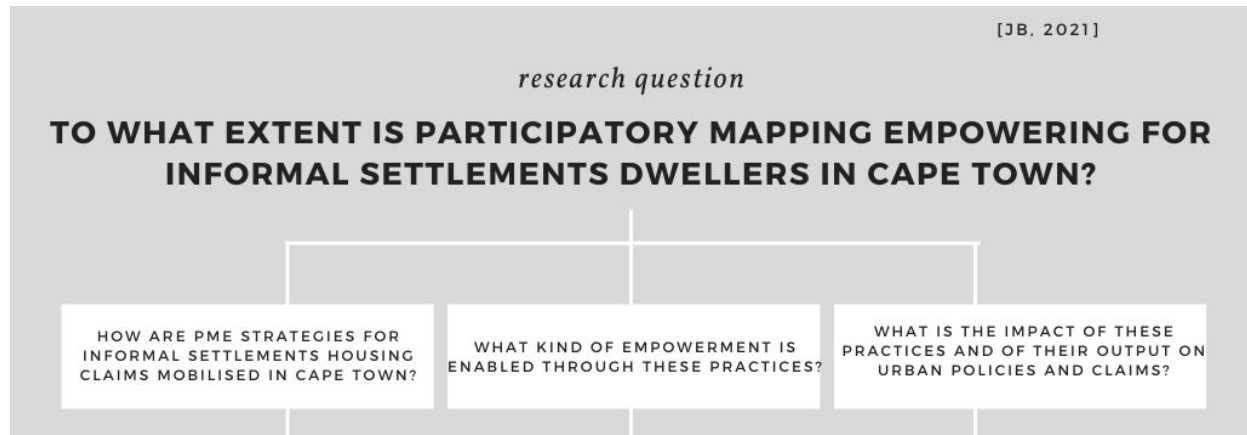 [JB, 2021]
research question
TO WHAT EXTENT IS PARTICIPATORY MAPPING EMPOWERING FOR
INFORMAL SETTLEMENTS DWELLERS IN CAPE TOWN?
HOW ARE PME STRATEGIES FOR
INFORMAL SETTLEMENTS HOUSING
CLAIMS MOBILISED IN CAPE TOWN?
WHAT KIND OF EMPOWERMENT IS
ENABLED THROUGH THESE PRACTICES?
WHAT IS THE IMPACT OF THESE
PRACTICES AND OF THEIR OUTPUT ON
URBAN POLICIES AND CLAIMS?